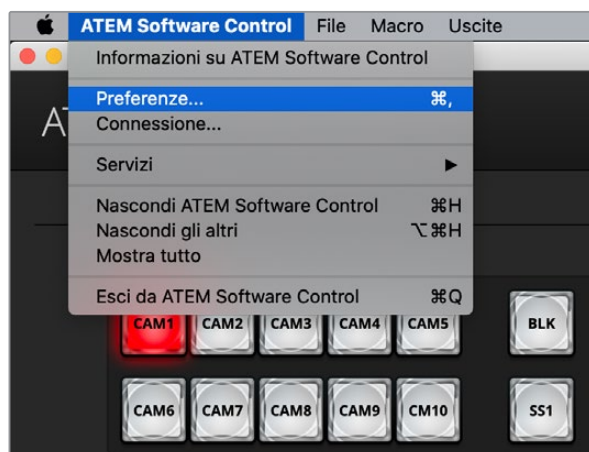 ATEM Software Control File Macro Uscite
Informazioni su ATEM Software Control
Preferenze... ⌘,
Connessione...
Servizi ▶
Nascondi ATEM Software Control ⌘H
Nascondi gli altri ⌥⌘H
Mostra tutto
Esci da ATEM Software Control ⌘Q
CAM1 CAM2 CAM3 CAM4 CAM5 BLK
CAM6 CAM7 CAM8 CAM9 CM10 SS1